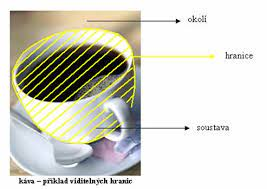 okolí
hranice
soustava
káva – příklad viditelných hranic